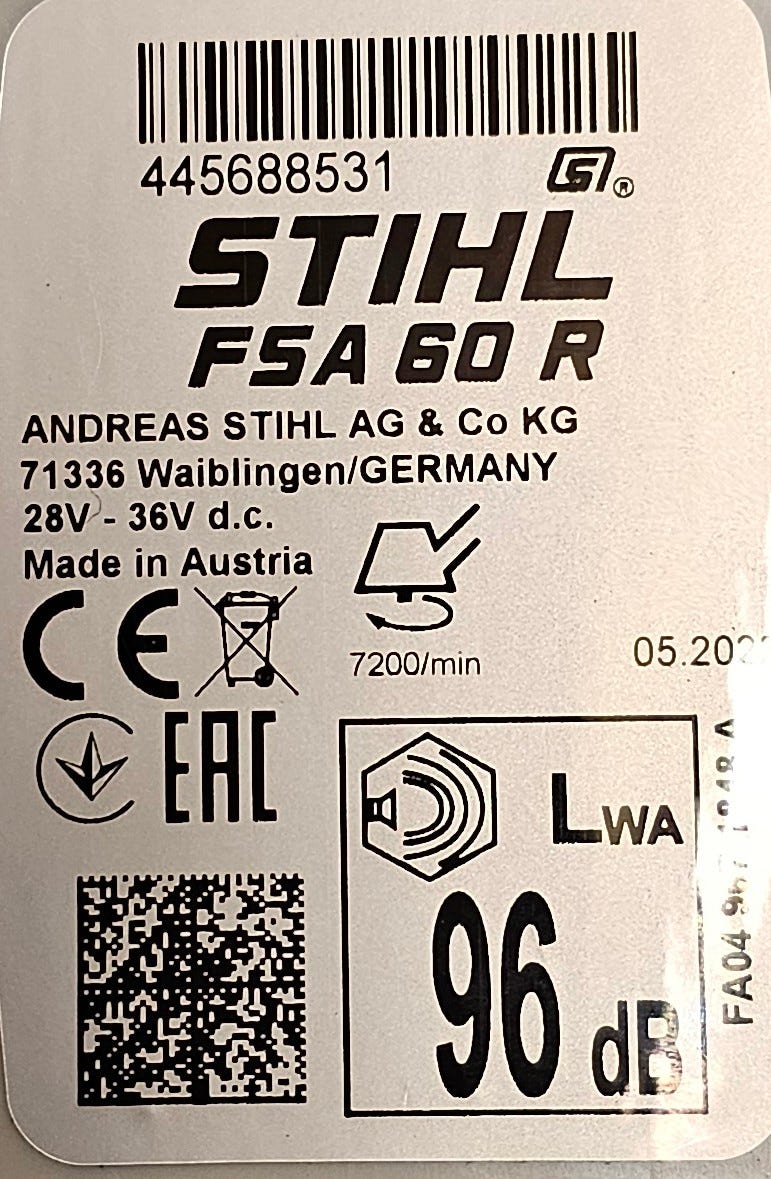 445688531
®
STIHL
FSA 60 R
ANDREAS STIHL AG & Co KG
71336 Waiblingen/GERMANY
28V - 36V d.c.
Made in Austria
CE
7200/min
EAC
LWA
96 dB
FA04